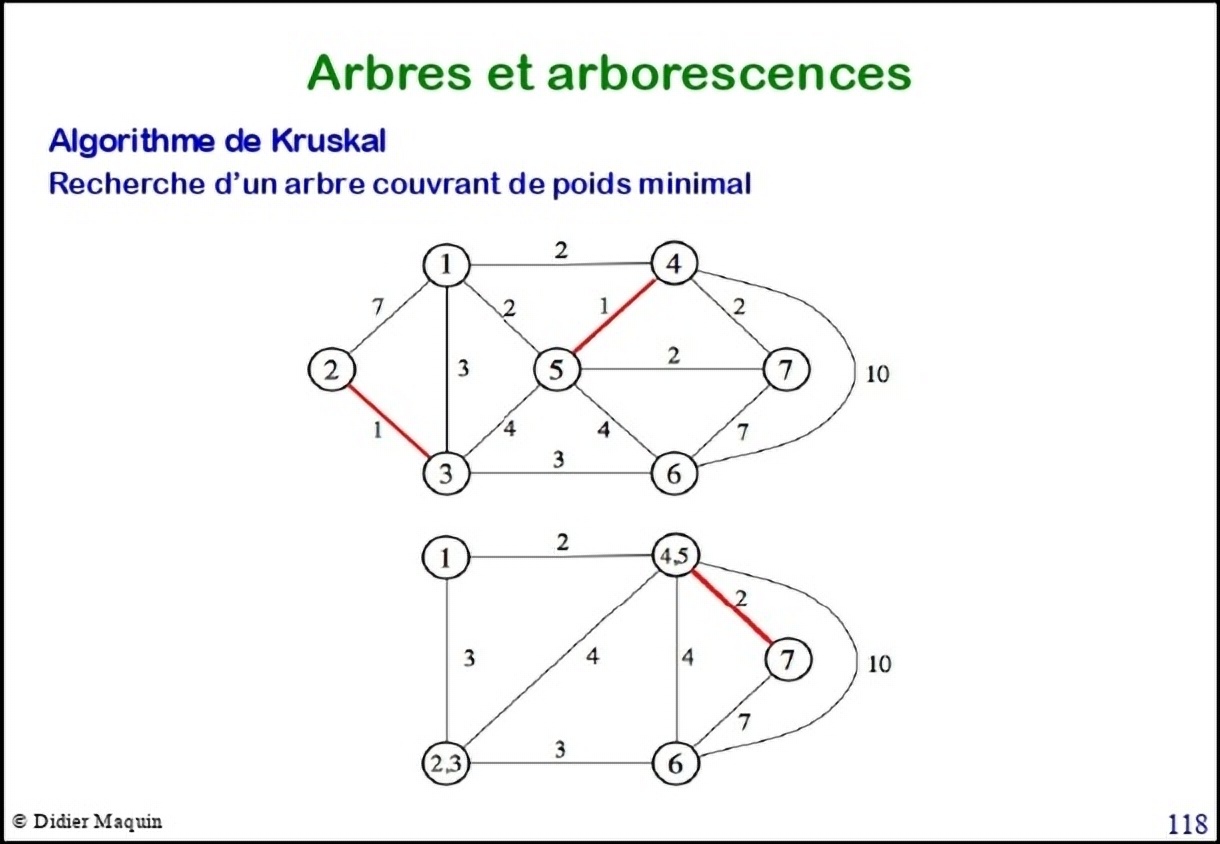 Arbres et arborescences
Algorithme de Kruskal
Recherche d'un arbre couvrant de poids minimal
1 2 4
7 2 1 2
2 3 5 2 7 10
1 4 4 7
3 3 6
1 2 4,5
2
3 4 4 7 10
7
2,3 3 6
© Didier Maquin
118